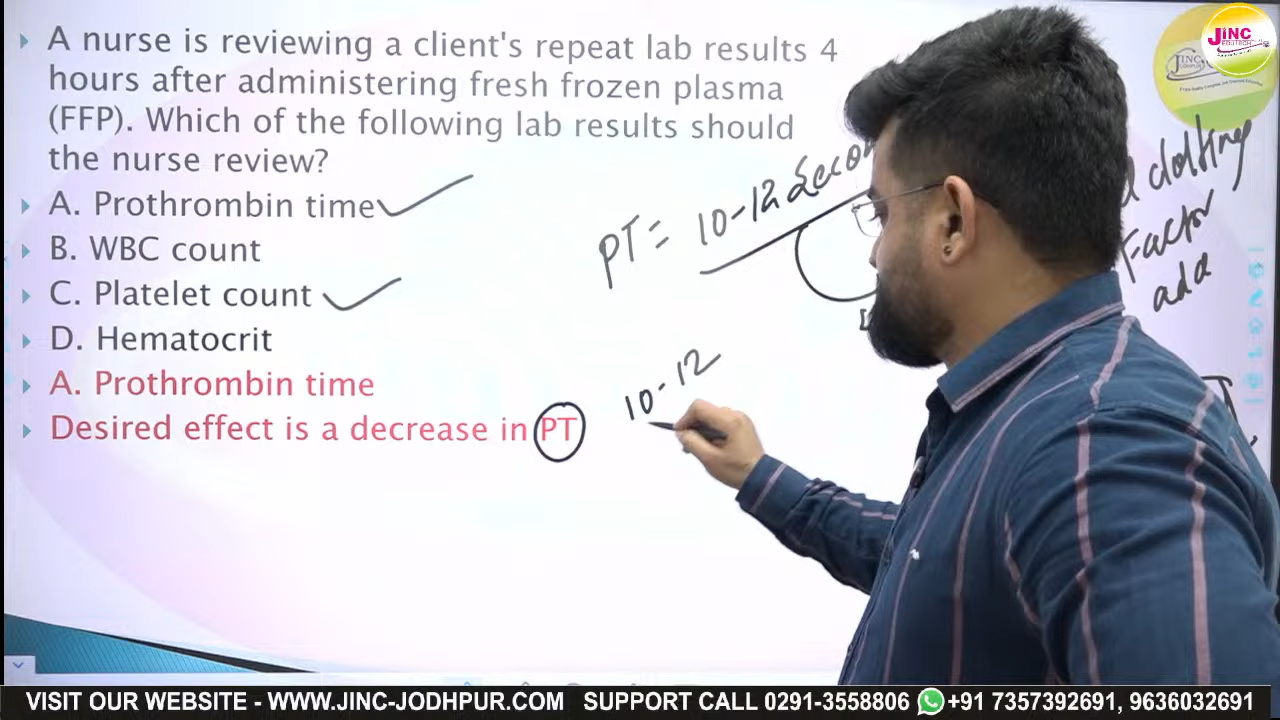 A nurse is reviewing a client's repeat lab results 4
hours after administering fresh frozen plasma
(FFP). Which of the following lab results should
the nurse review?
A. Prothrombin time
B. WBC count
C. Platelet count
D. Hematocrit
A. Prothrombin time
Desired effect is a decrease in PT
PT = 10-12 Secon
10-12
clotting
Factor
JINC
VISIT OUR WEBSITE - WWW.JINC-JODHPUR.COM SUPPORT CALL 0291-3558806 +91 7357392691, 9636032691